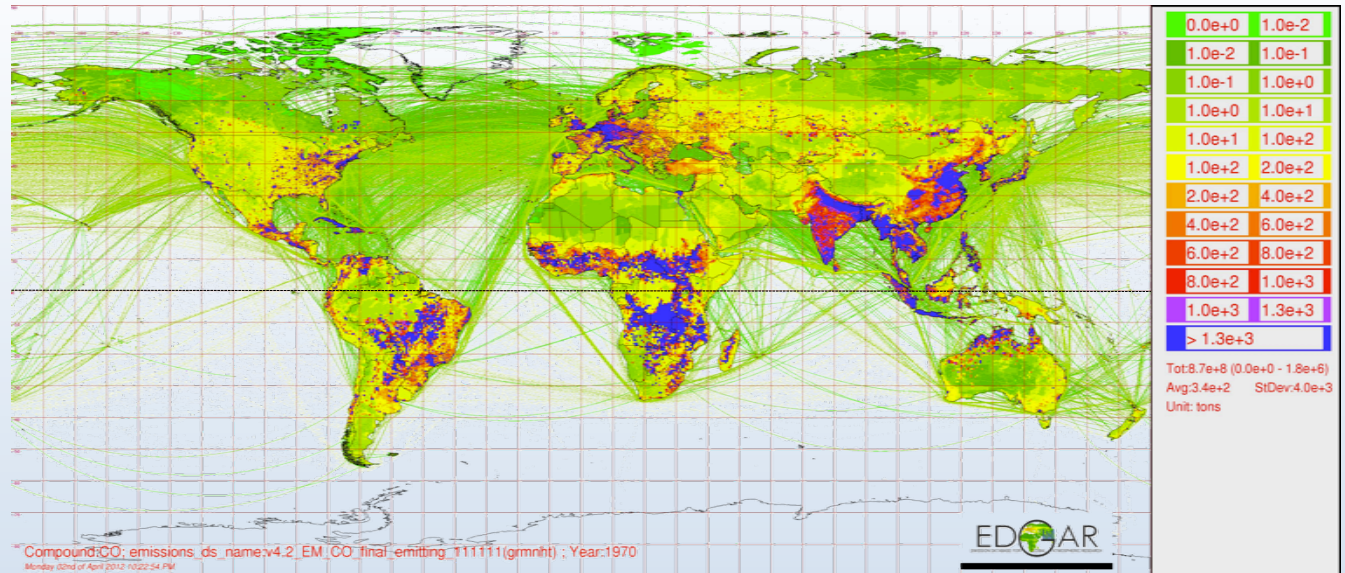 0.0e+0 1.0e-2
1.0e-2 1.0e-1
1.0e-1 1.0e+0
1.0e+0 1.0e+1
1.0e+1 1.0e+2
1.0e+2 2.0e+2
2.0e+2 4.0e+2
4.0e+2 6.0e+2
6.0e+2 8.0e+2
8.0e+2 1.0e+3
1.0e+3 1.3e+3
> 1.3e+3
Tot:8.7e+8 (0.0e+0 - 1.8e+6)
Avg:3.4e+2 StDev:4.0e+3
Unit: tons
EDGAR
Compound:CO; emissions_ds_name:v4.2_EM_CO_final_emitting_111111(grmnht) ; Year:1970
Monday 02nd of April 2012 10:22:54 PM